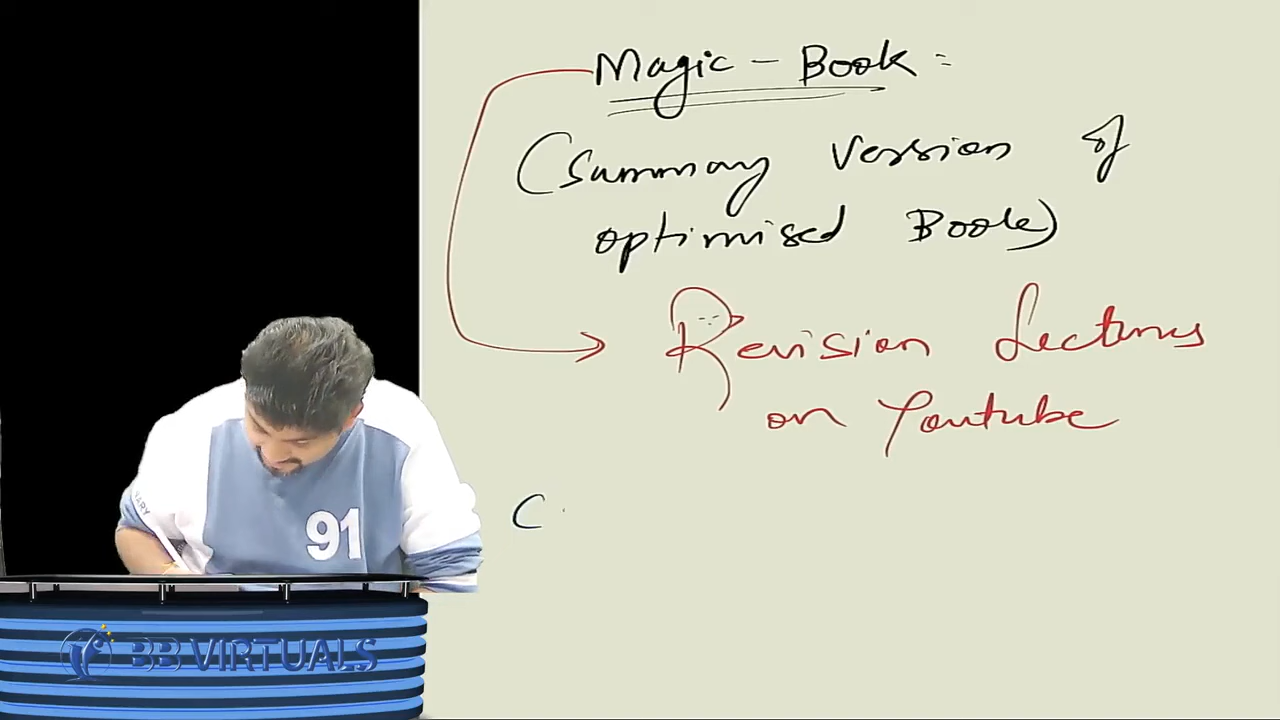 Magic - Book :
(Summary Version of
optimised Book)
Revision Lectures
on Youtube
C
91
BB VIRTUALS